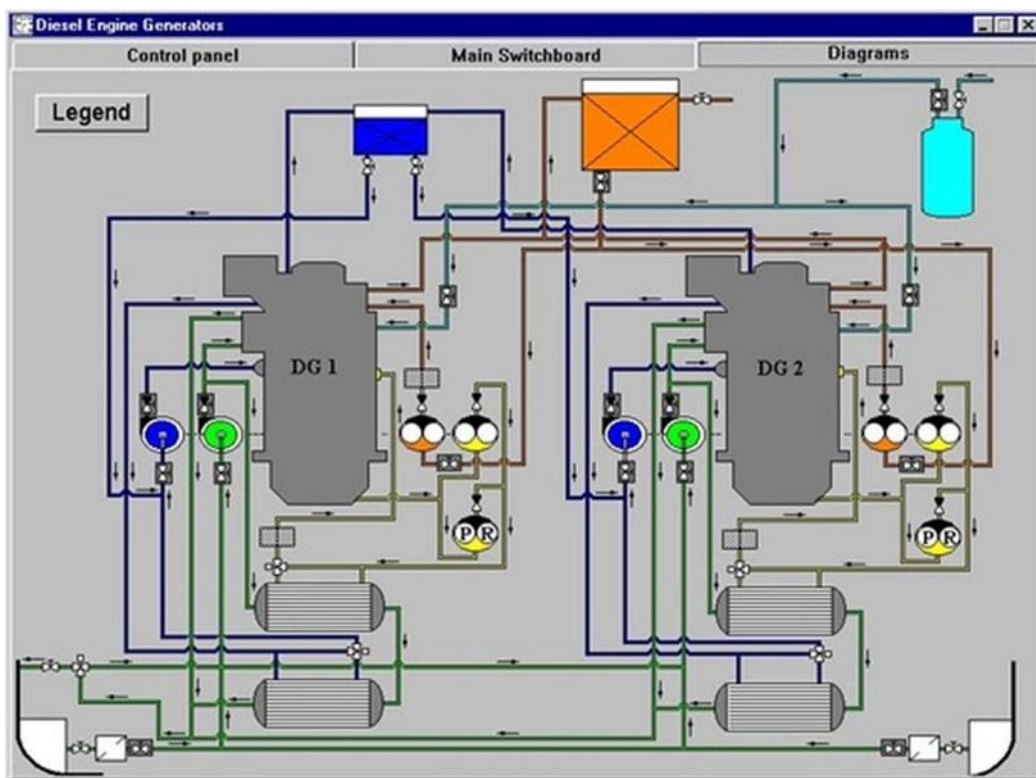 Diesel Engine Generators
Control panel
Main Switchboard
Diagrams
Legend
DG 1
DG 2
P R
P R